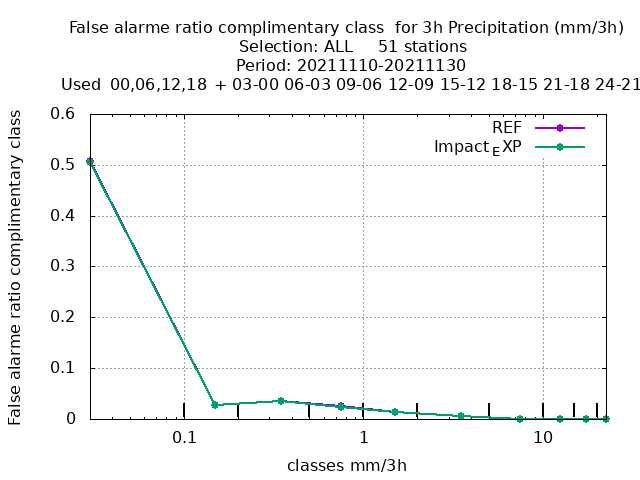 False alarme ratio complimentary class  for 3h Precipitation (mm/3h)
Selection: ALL     51 stations
Period: 20211110-20211130
Used  00,06,12,18  + 03-00 06-03 09-06 12-09 15-12 18-15 21-18 24-21
False alarme ratio complimentary class
0.6
0.5
0.4
0.3
0.2
0.1
0
REF
Impact_EXP
0.1
1
10
classes mm/3h